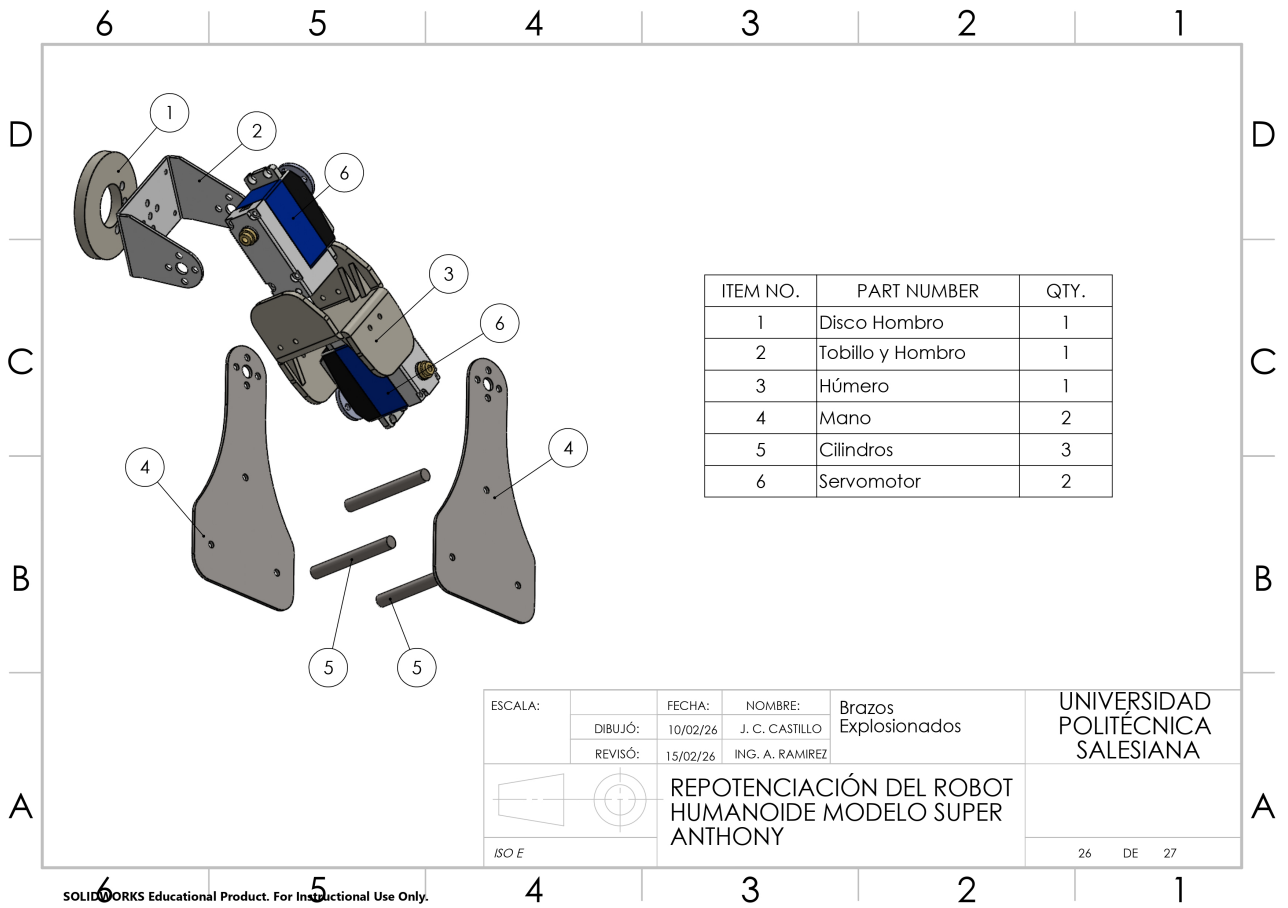 6 5 4 3 2 1
D D
1
2
6
3
6
C C
4
4
B B
5 5
ITEM NO. PART NUMBER QTY.
1 Disco Hombro 1
2 Tobillo y Hombro 1
3 Húmero 1
4 Mano 2
5 Cilindros 3
6 Servomotor 2
ESCALA:
FECHA: NOMBRE:
DIBUJÓ: 10/02/26 J. C. CASTILLO
REVISÓ: 15/02/26 ING. A. RAMIREZ
Brazos
Explosionados
UNIVERSIDAD
POLITÉCNICA
SALESIANA
REPOTENCIACIÓN DEL ROBOT
HUMANOIDE MODELO SUPER
ANTHONY
A A
ISO E
26 DE 27
6 5 4 3 2 1
SOLIDWORKS Educational Product. For Instructional Use Only.